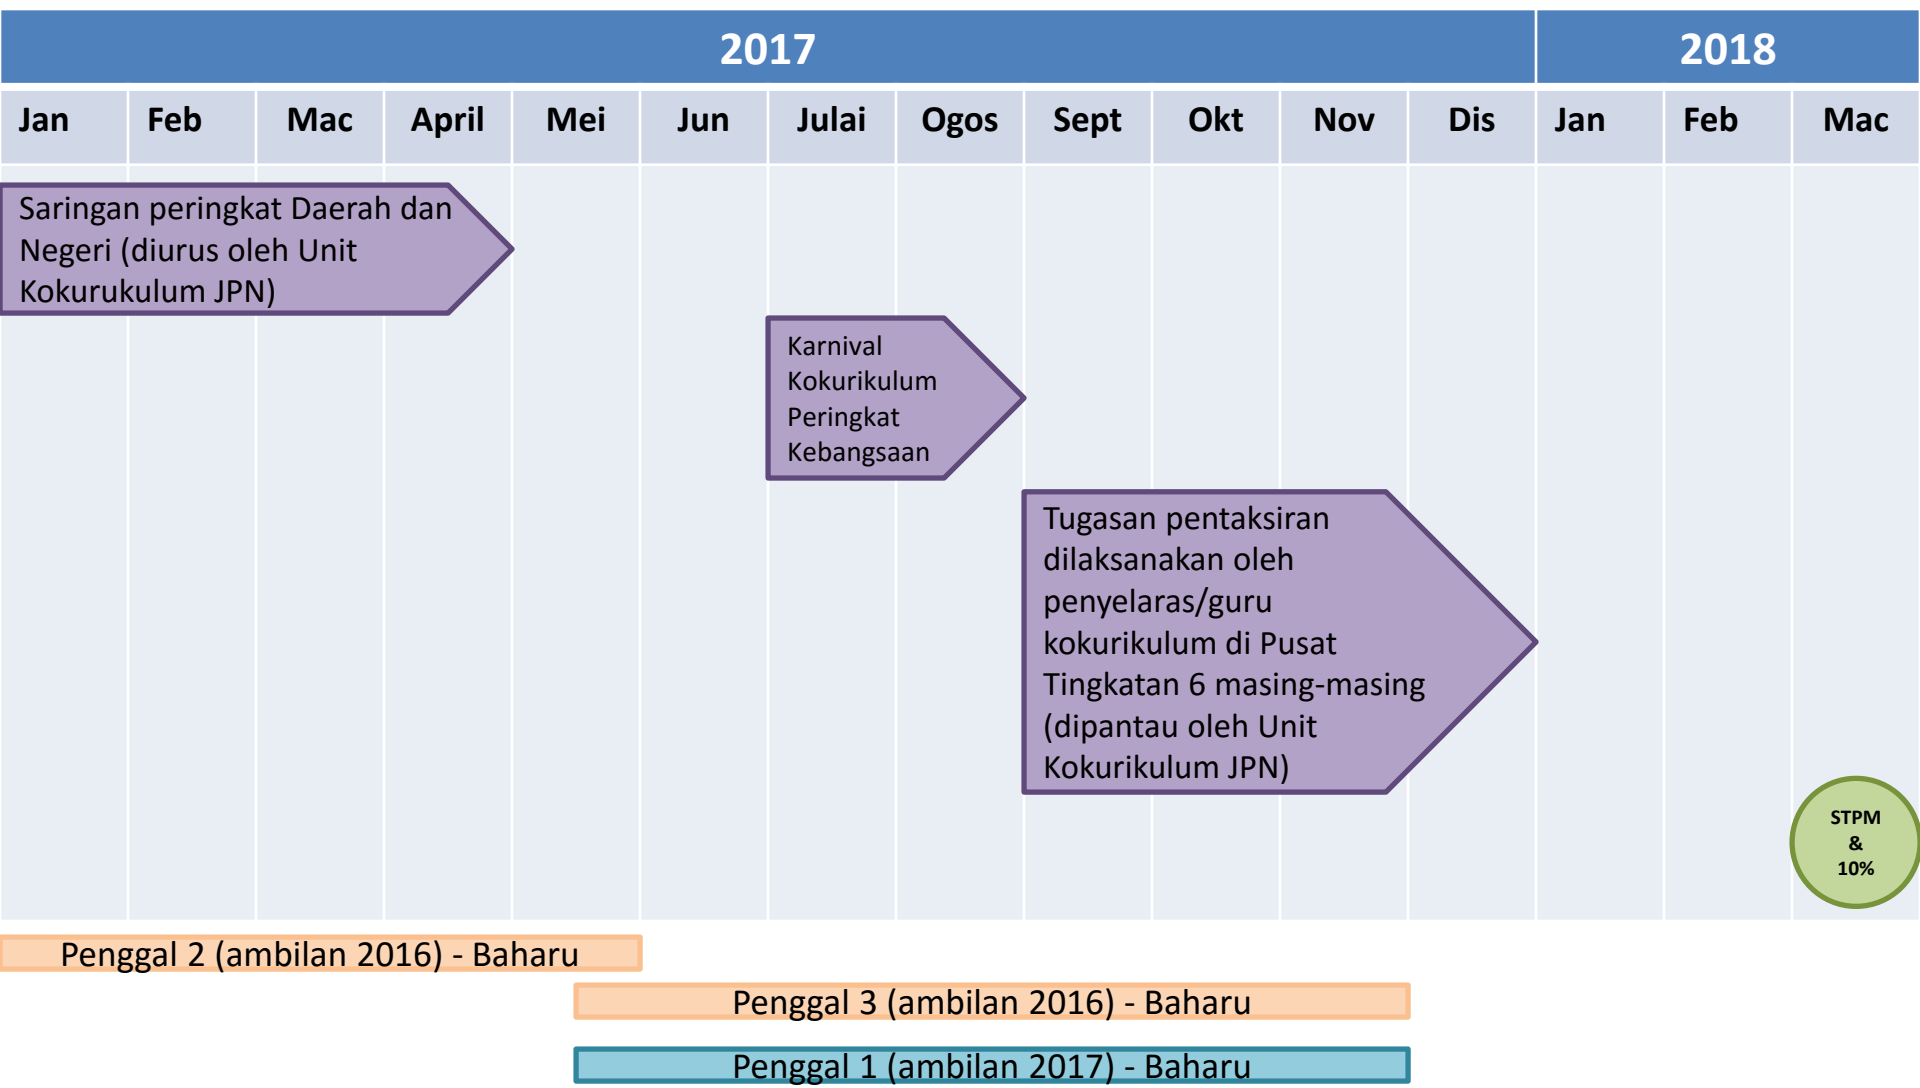 2017 2018
Jan Feb Mac April Mei Jun Julai Ogos Sept Okt Nov Dis Jan Feb Mac
Saringan peringkat Daerah dan
Negeri (diurus oleh Unit
Kokurukulum JPN)
Karnival
Kokurikulum
Peringkat
Kebangsaan
Tugasan pentaksiran
dilaksanakan oleh
penyelaras/guru
kokurikulum di Pusat
Tingkatan 6 masing-masing
(dipantau oleh Unit
Kokurikulum JPN)
STPM
&
10%
Penggal 2 (ambilan 2016) - Baharu
Penggal 3 (ambilan 2016) - Baharu
Penggal 1 (ambilan 2017) - Baharu